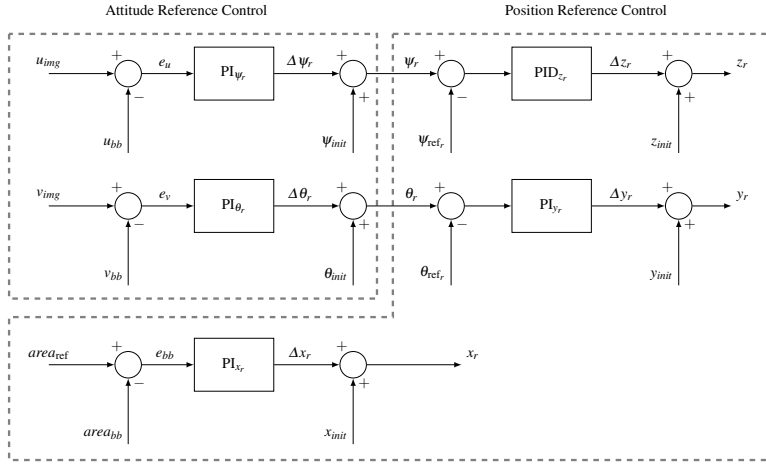 Attitude Reference Control
Position Reference Control
u_img + − e_u PI_ψr Δψ_r + + ψ_r + − PID_zr Δz_r + + z_r
u_bb ψ_init ψ_ref_r z_init
v_img + − e_v PI_θr Δθ_r + + θ_r + − PI_yr Δy_r + + y_r
v_bb θ_init θ_ref_r y_init
area_ref + − e_bb PI_xr Δx_r + + x_r
area_bb x_init